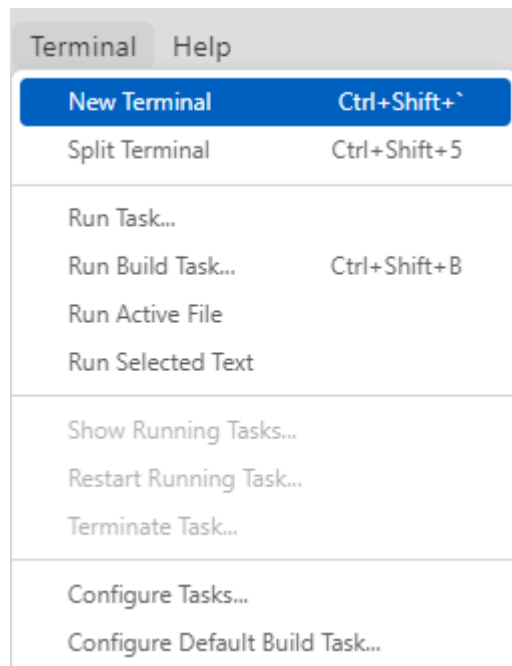 Terminal Help
New Terminal Ctrl+Shift+`
Split Terminal Ctrl+Shift+5
Run Task...
Run Build Task... Ctrl+Shift+B
Run Active File
Run Selected Text
Show Running Tasks...
Restart Running Task...
Terminate Task...
Configure Tasks...
Configure Default Build Task...